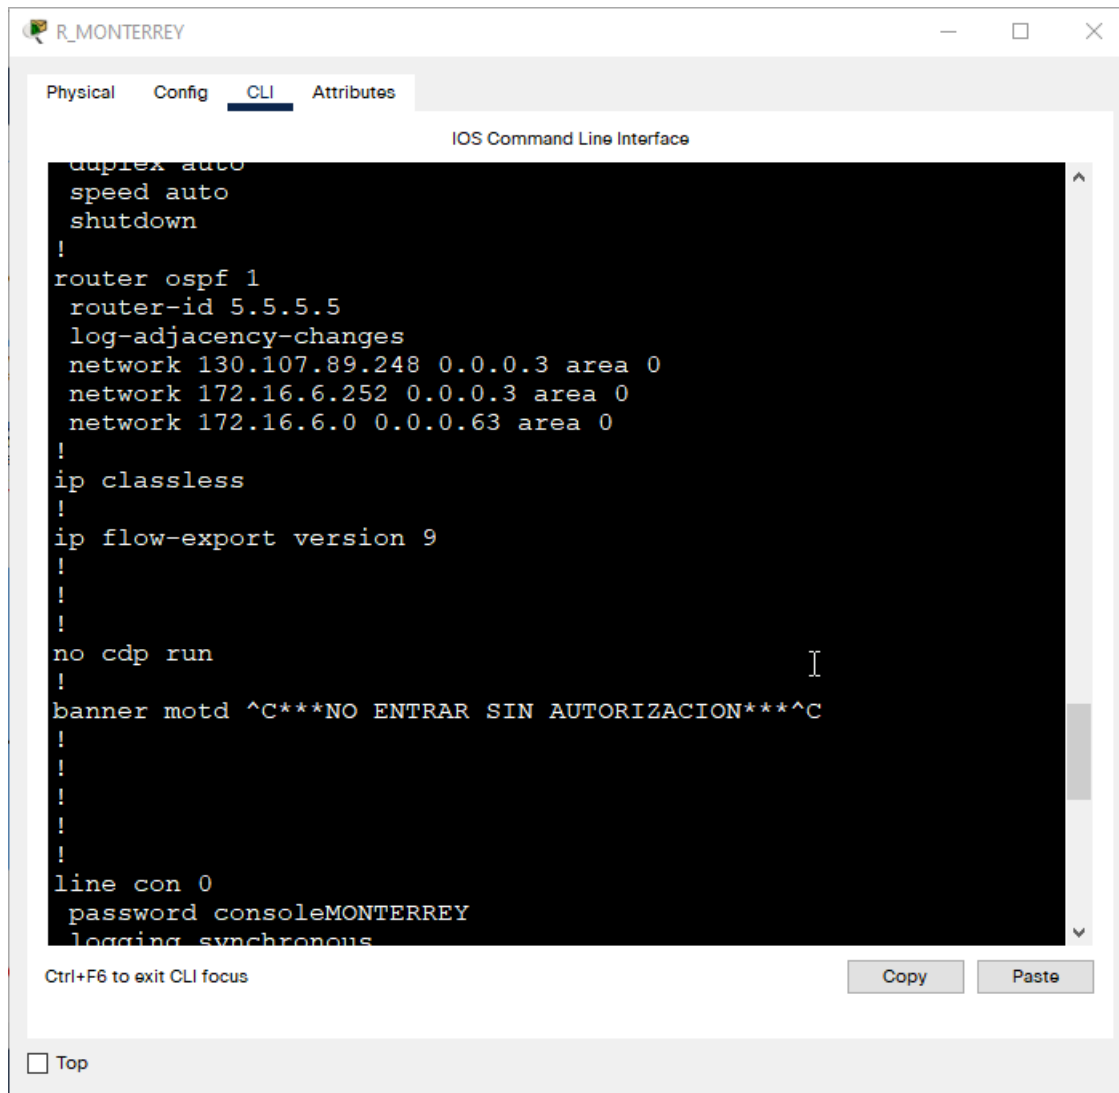 R_MONTERREY
Physical Config CLI Attributes
IOS Command Line Interface
duplex auto
speed auto
shutdown
!
router ospf 1
router-id 5.5.5.5
log-adjacency-changes
network 130.107.89.248 0.0.0.3 area 0
network 172.16.6.252 0.0.0.3 area 0
network 172.16.6.0 0.0.0.63 area 0
!
ip classless
!
ip flow-export version 9
!
!
!
no cdp run
!
banner motd ^C***NO ENTRAR SIN AUTORIZACION***^C
!
!
!
!
!
line con 0
password consoleMONTERREY
logging synchronous
Ctrl+F6 to exit CLI focus
Copy Paste
Top